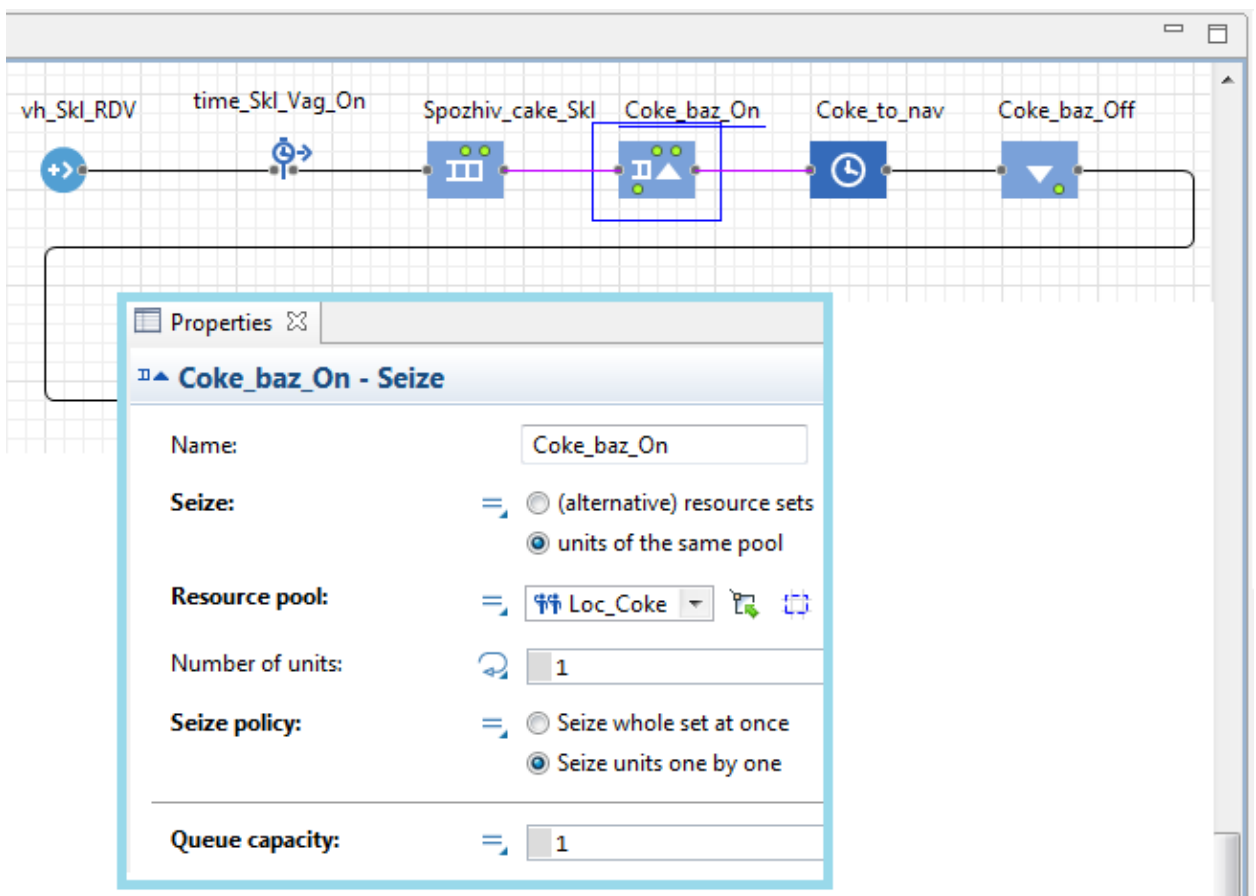 vh_Skl_RDV time_Skl_Vag_On Spozhiv_cake_Skl Coke_baz_On Coke_to_nav Coke_baz_Off
Properties
Coke_baz_On - Seize
Name: Coke_baz_On
Seize: (alternative) resource sets
units of the same pool
Resource pool: Loc_Coke
Number of units: 1
Seize policy: Seize whole set at once
Seize units one by one
Queue capacity: 1